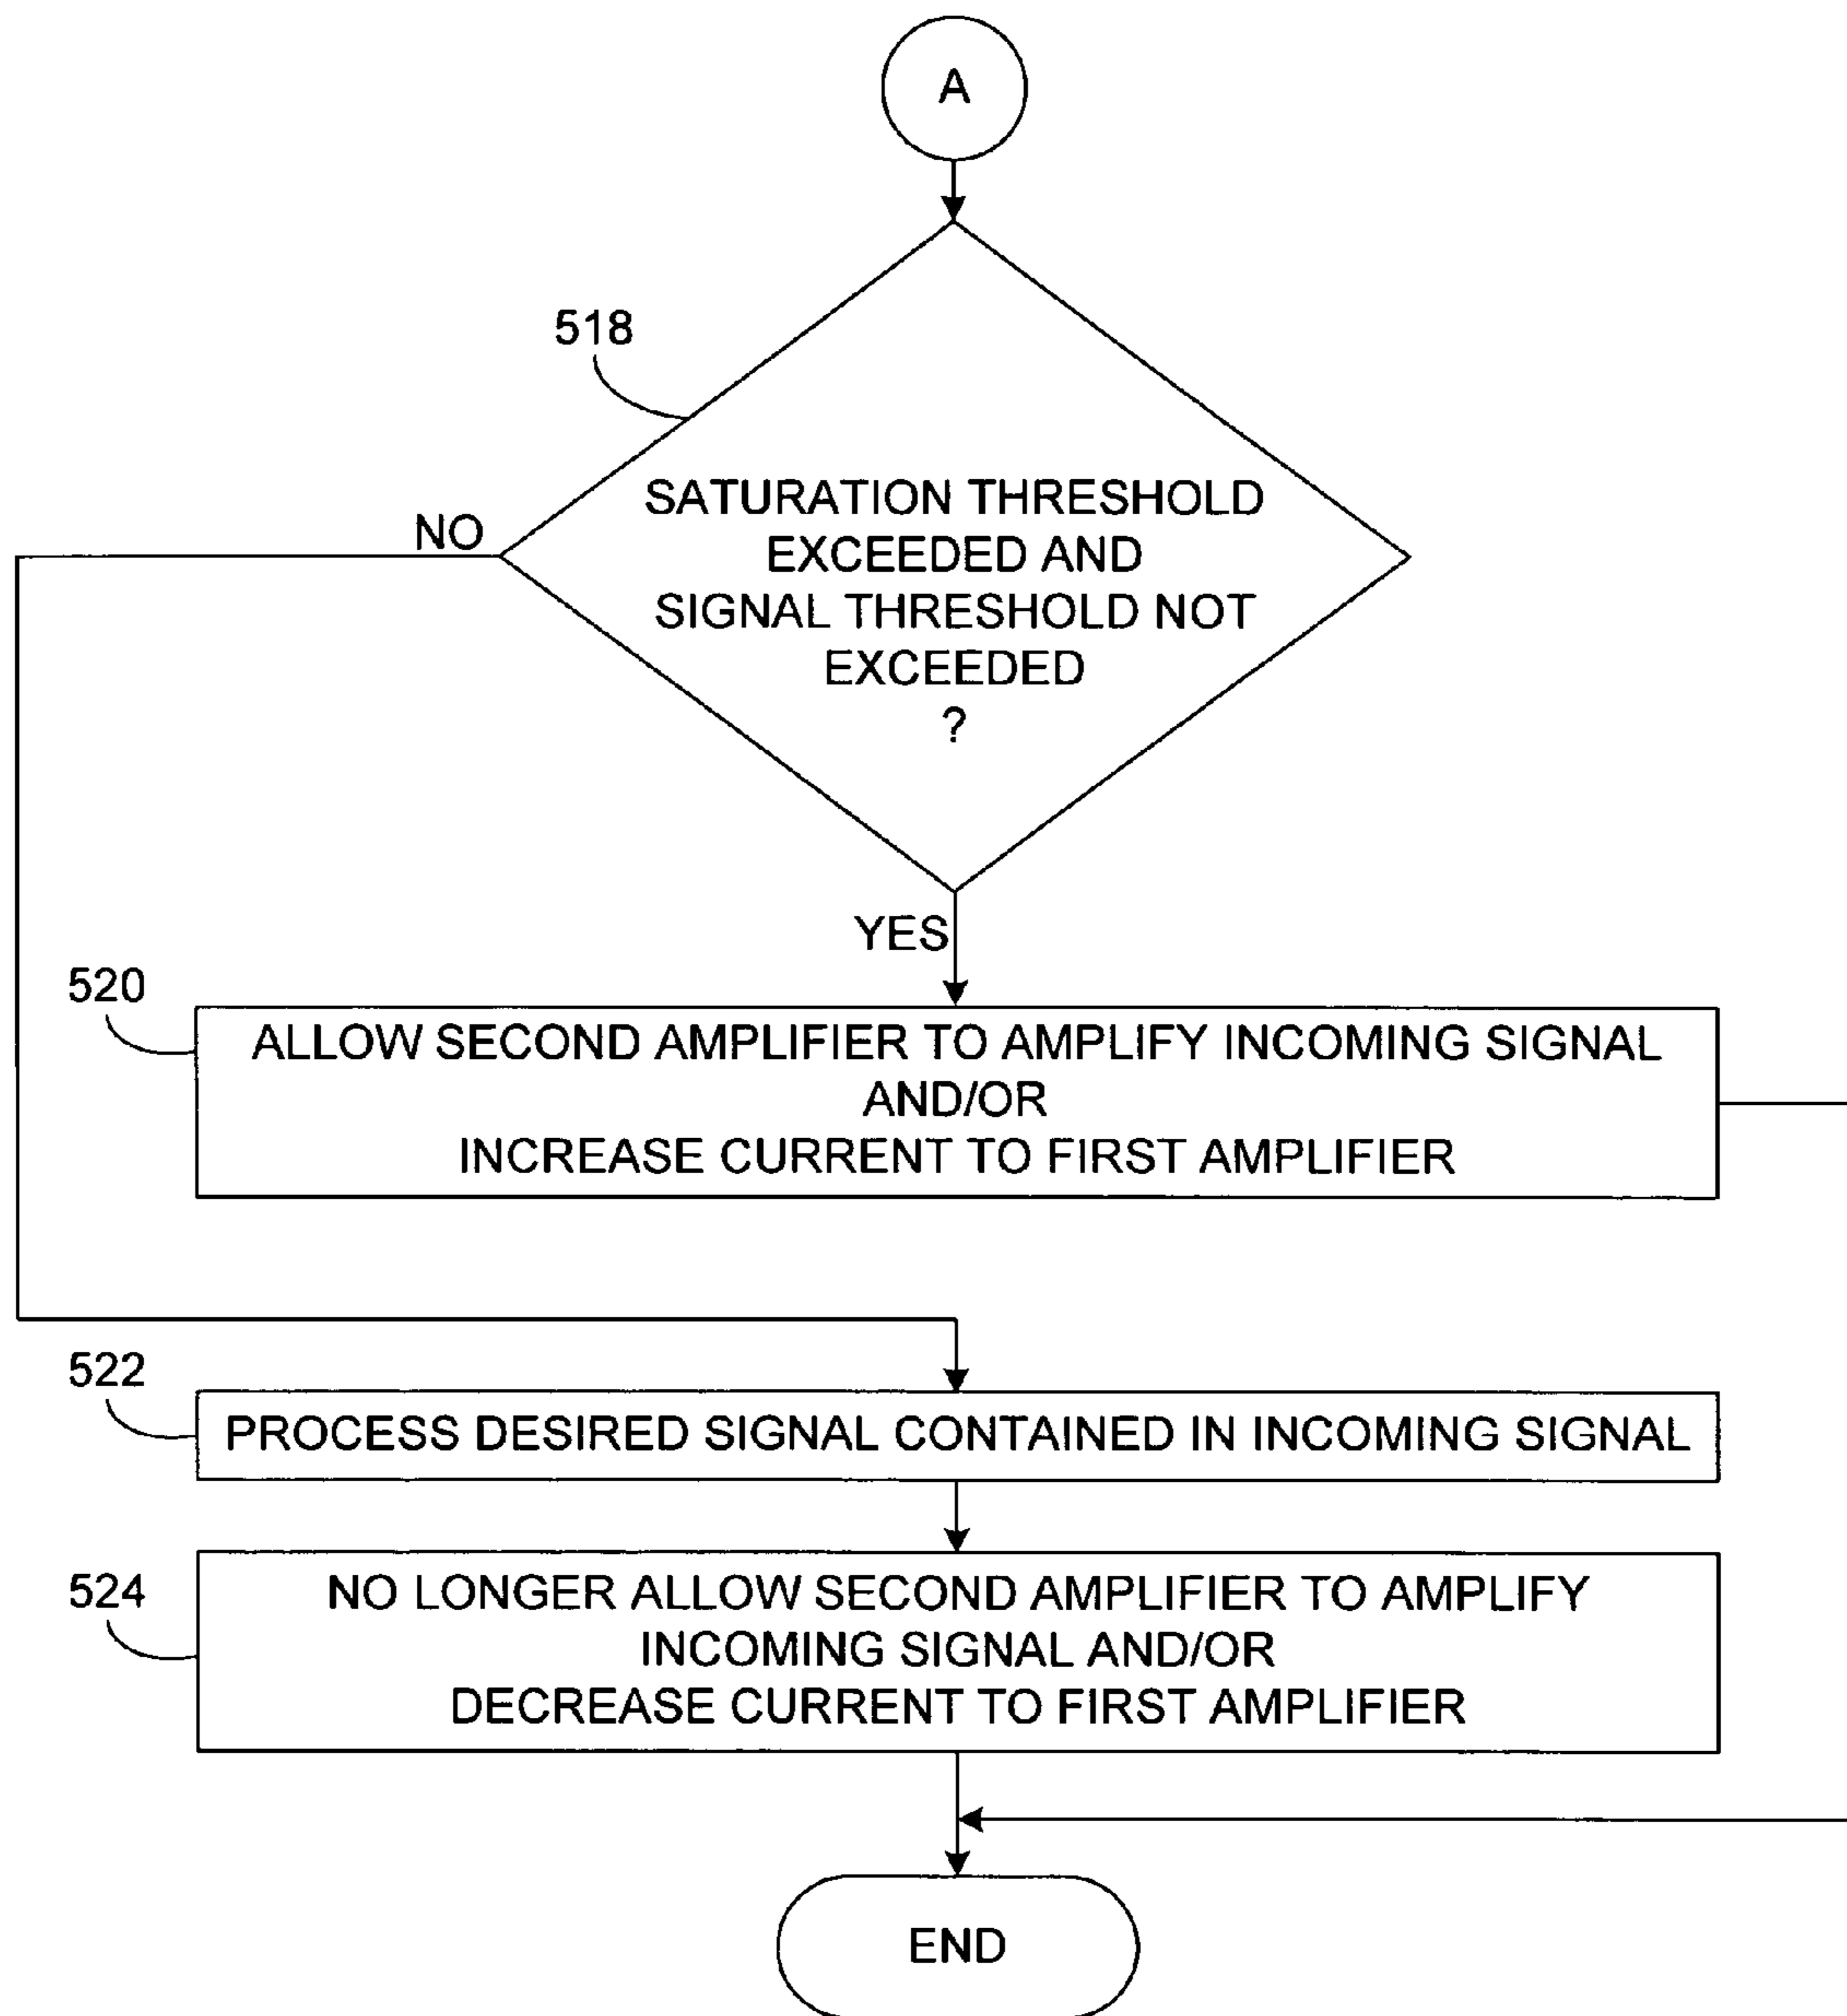 A
518
SATURATION THRESHOLD
EXCEEDED AND
SIGNAL THRESHOLD NOT
EXCEEDED
?
NO
YES
520
ALLOW SECOND AMPLIFIER TO AMPLIFY INCOMING SIGNAL
AND/OR
INCREASE CURRENT TO FIRST AMPLIFIER
522
PROCESS DESIRED SIGNAL CONTAINED IN INCOMING SIGNAL
524
NO LONGER ALLOW SECOND AMPLIFIER TO AMPLIFY
INCOMING SIGNAL AND/OR
DECREASE CURRENT TO FIRST AMPLIFIER
END